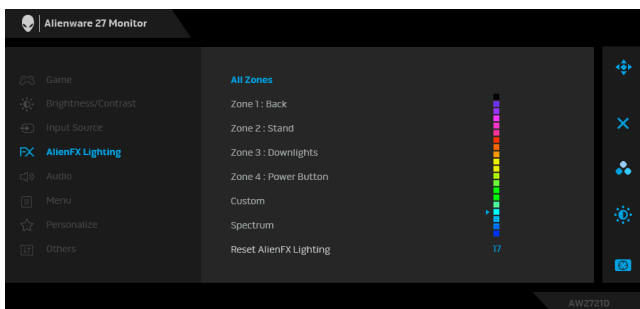 Alienware 27 Monitor
Game
Brightness/Contrast
Input Source
FX AlienFX Lighting
Audio
Menu
Personalize
Others
All Zones
Zone 1 : Back
Zone 2 : Stand
Zone 3 : Downlights
Zone 4 : Power Button
Custom
Spectrum
Reset AlienFX Lighting
17
AW2721D